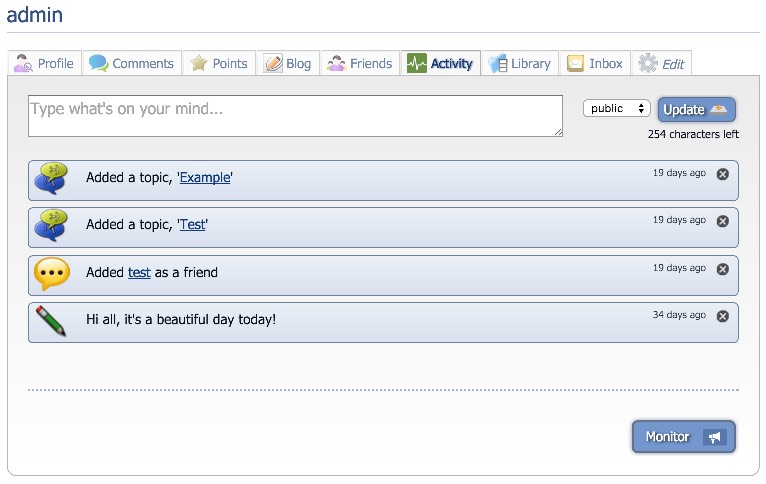 admin
Profile Comments Points Blog Friends Activity Library Inbox Edit
Type what's on your mind...
public Update
254 characters left
Added a topic, 'Example' 19 days ago
Added a topic, 'Test' 19 days ago
Added test as a friend 19 days ago
Hi all, it's a beautiful day today! 34 days ago
Monitor